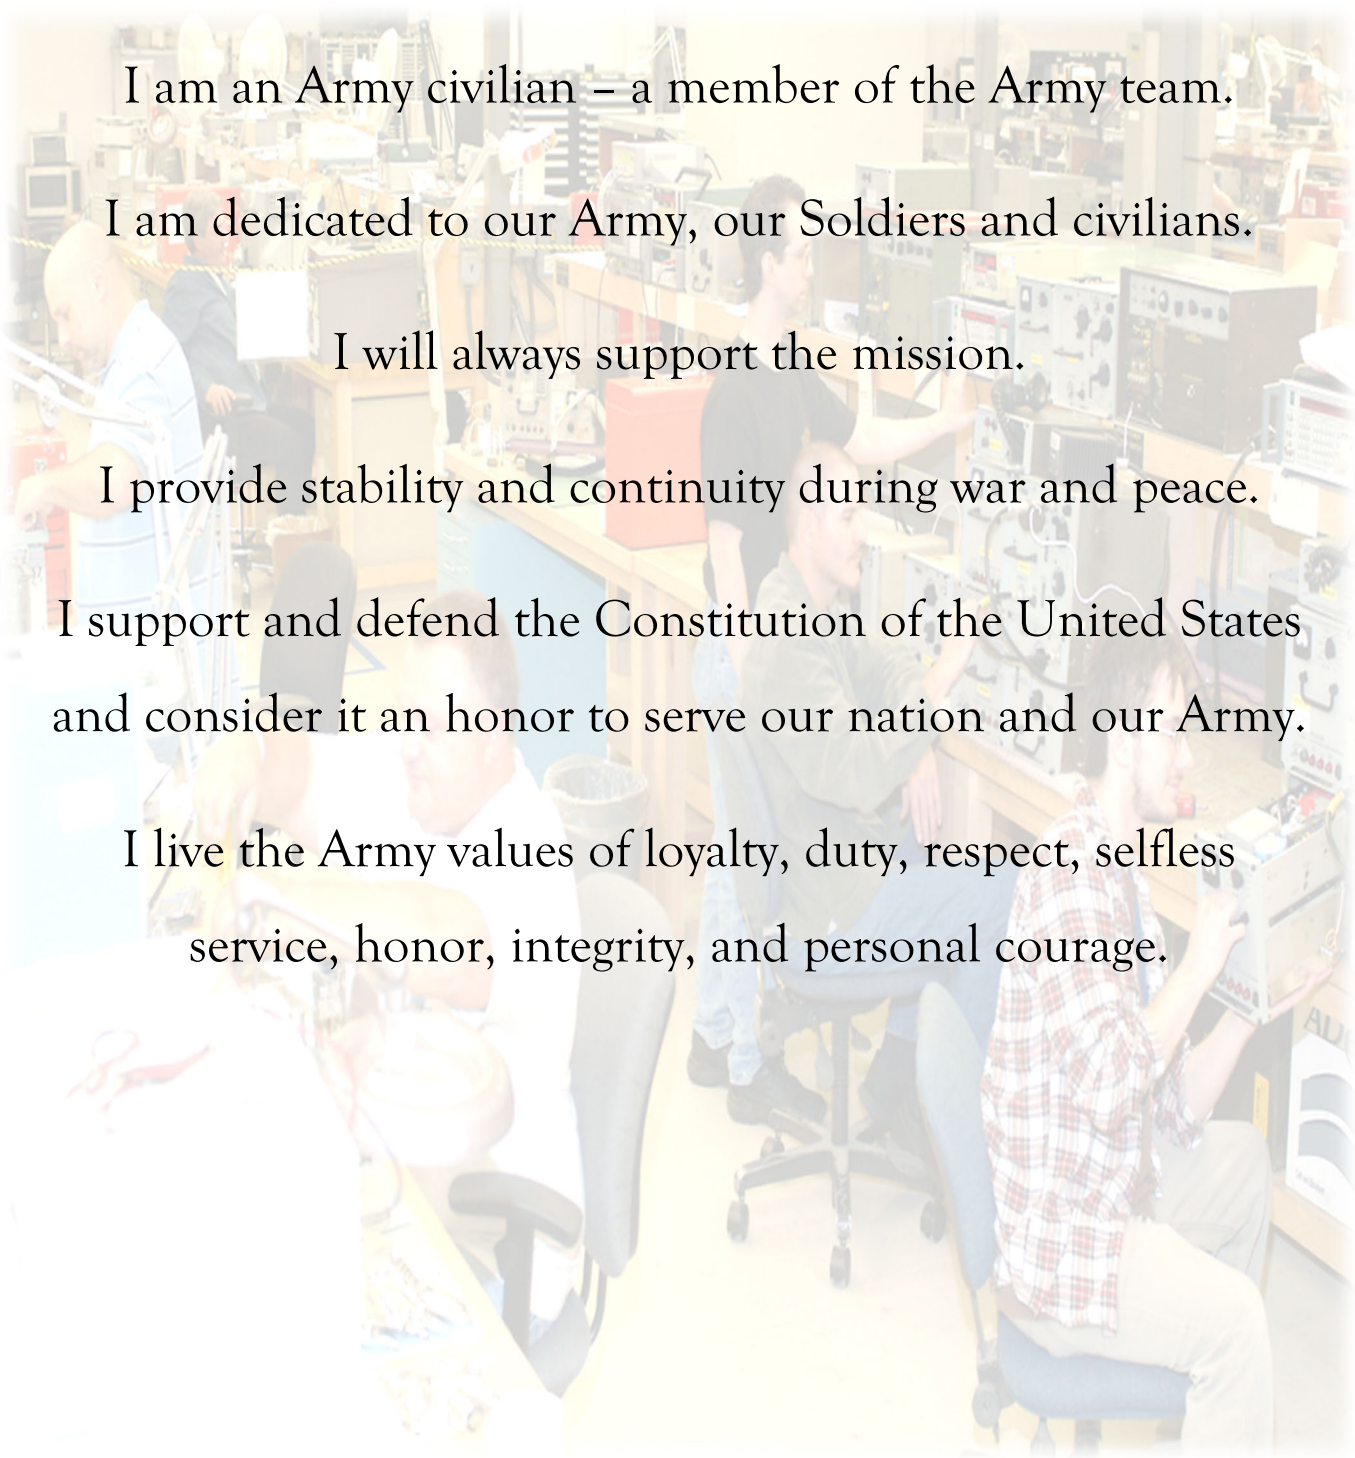 I am an Army civilian – a member of the Army team.
I am dedicated to our Army, our Soldiers and civilians.
I will always support the mission.
I provide stability and continuity during war and peace.
I support and defend the Constitution of the United States
and consider it an honor to serve our nation and our Army.
I live the Army values of loyalty, duty, respect, selfless
service, honor, integrity, and personal courage.